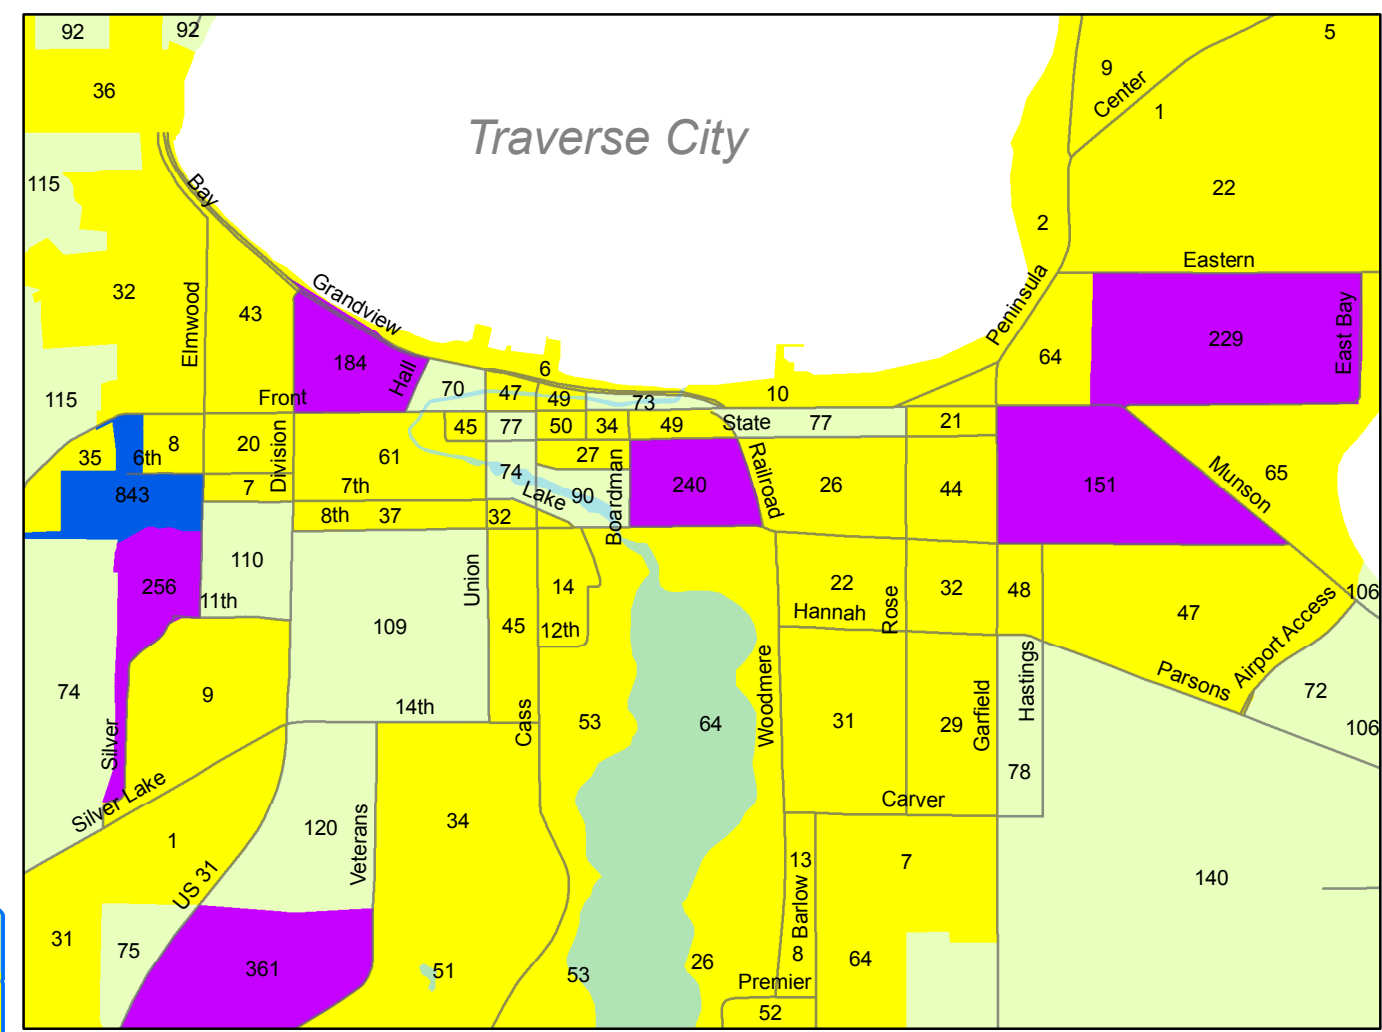 92
92
5
36
9
Center
1
Traverse City
115
Bay
22
2
Eastern
32
Elmwood
43
Grandview
Peninsula
184
Hall
229
East Bay
64
6
115
Front
70
47
49
73
10
45
77
50
34
49
State
77
21
35
6th
8
20
Division
61
27
Boardman
Railroad
Munson
65
843
7
7th
74
Lake
90
240
26
44
151
8th
37
32
256
110
11th
Union
14
22
Hannah
Rose
32
48
106
109
45
12th
47
Parsons
Airport Access
74
9
14th
Cass
53
64
Woodmere
31
29
Garfield
Hastings
72
106
Silver
78
Silver Lake
Carver
1
120
Veterans
34
US 31
13
Barlow
7
140
31
75
361
51
53
26
8
64
Premier
52